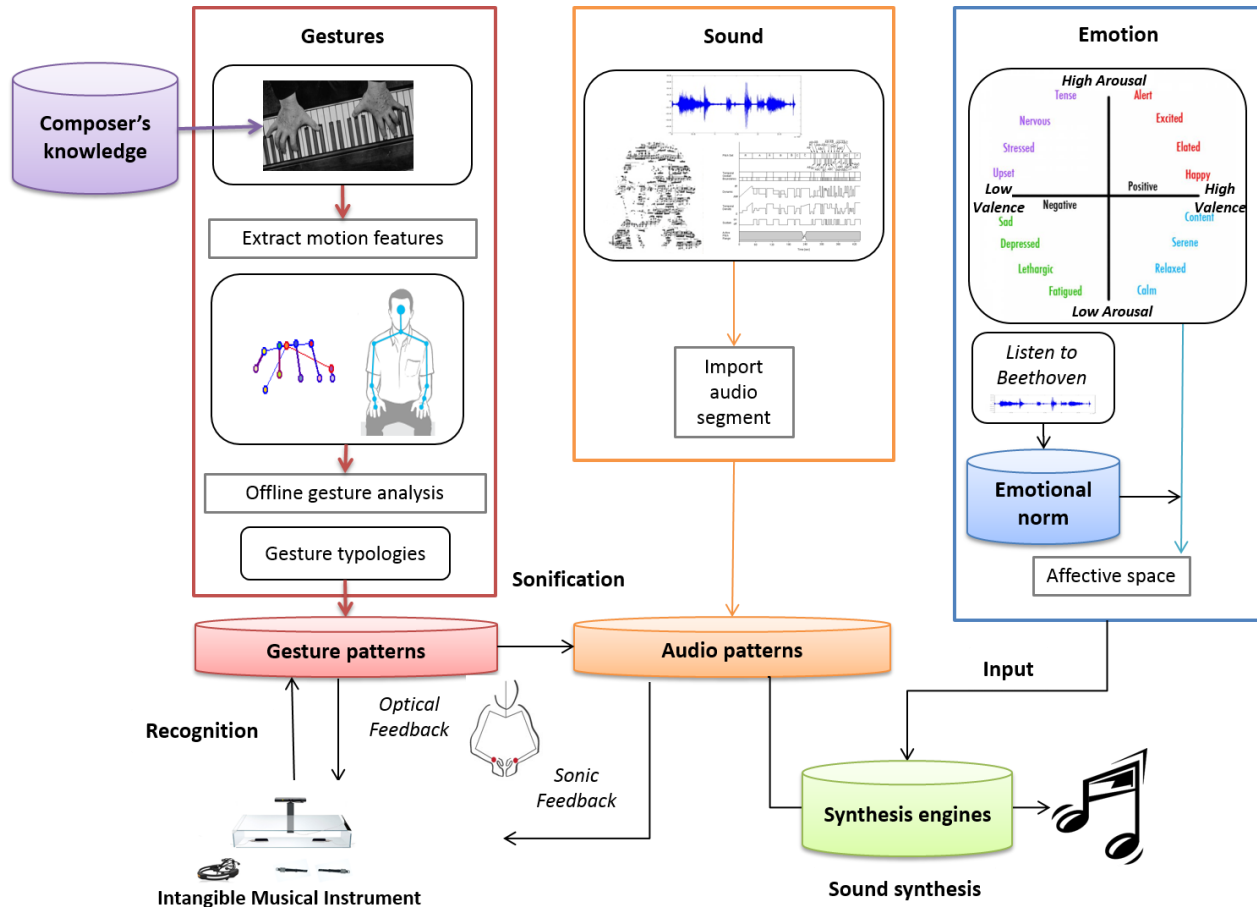 Gestures
Composer's
knowledge
Extract motion features
Offline gesture analysis
Gesture typologies
Sound
Import
audio
segment
Emotion
High Arousal
Tense
Alert
Nervous
Excited
Stressed
Elated
Upset
Happy
Low
Valence
Positive
High
Valence
Negative
Sad
Content
Depressed
Serene
Lethargic
Relaxed
Fatigued
Calm
Low Arousal
Listen to
Beethoven
Emotional
norm
Affective space
Sonification
Gesture patterns
Audio patterns
Input
Recognition
Optical
Feedback
Sonic
Feedback
Synthesis engines
Intangible Musical Instrument
Sound synthesis